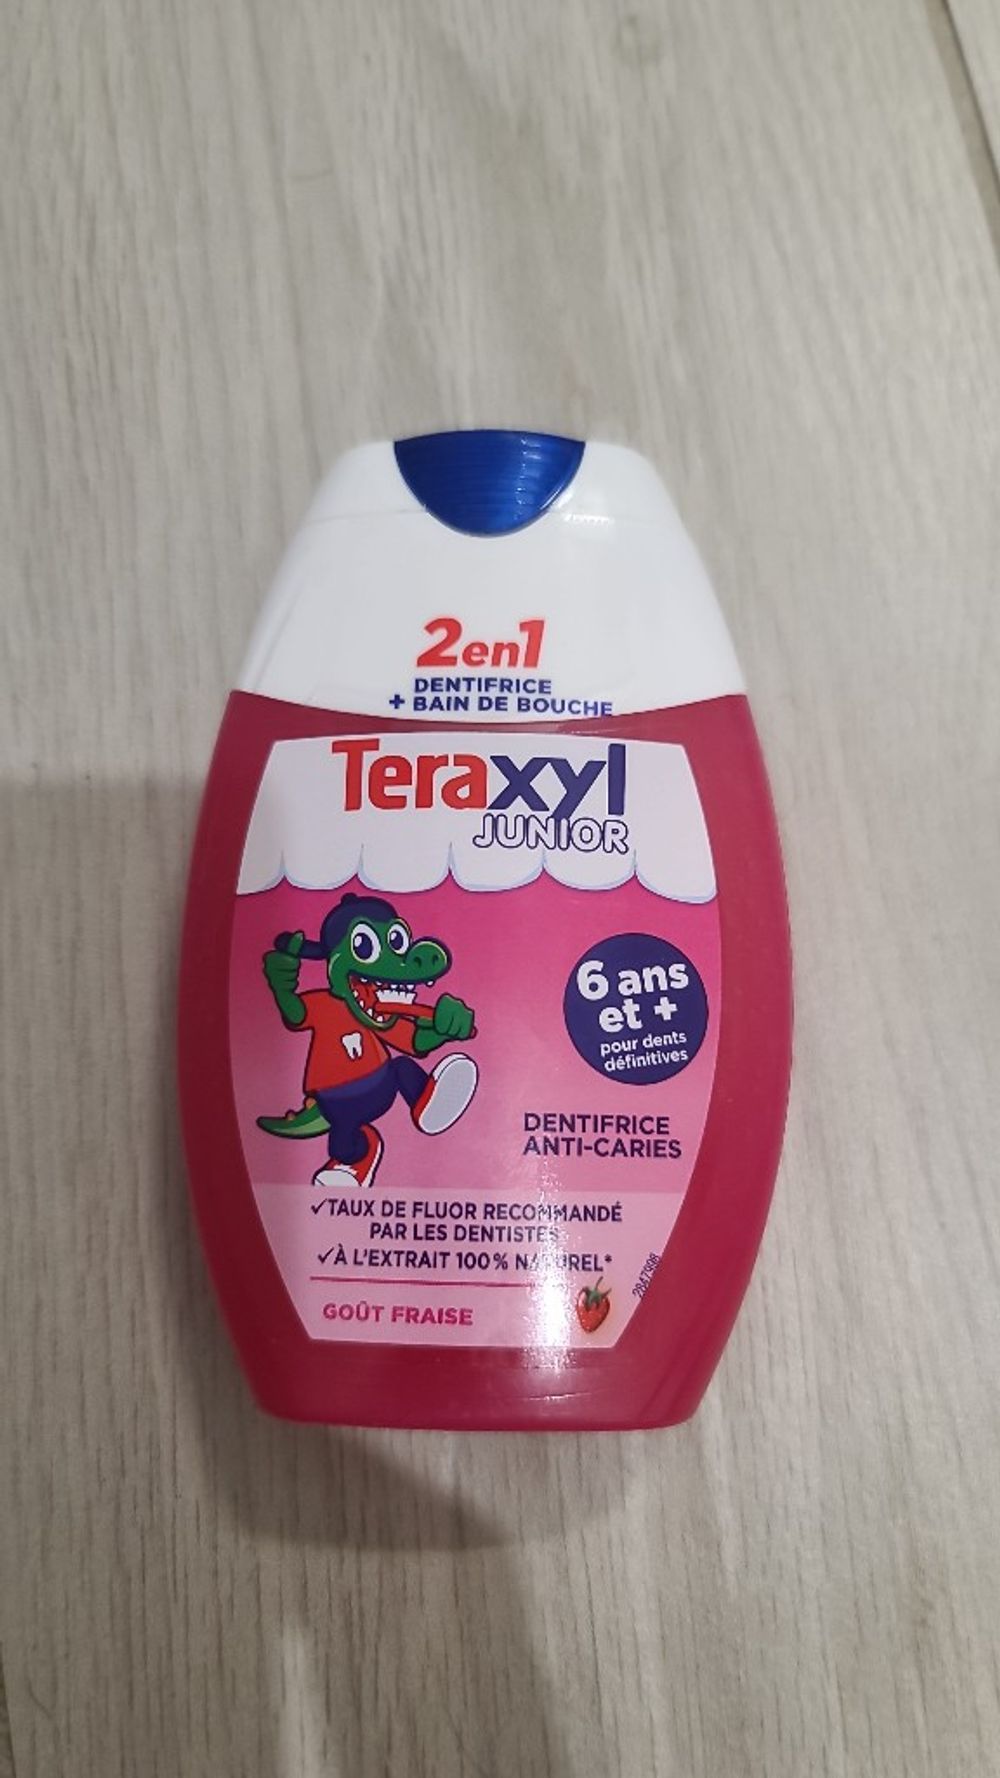 2en1
DENTIFRICE
+ BAIN DE BOUCHE
Teraxyl
JUNIOR
6 ans
et +
pour dents
définitives
DENTIFRICE
ANTI-CARIES
✓TAUX DE FLUOR RECOMMANDÉ
PAR LES DENTISTES
✓À L'EXTRAIT 100% NATUREL*
GOÛT FRAISE